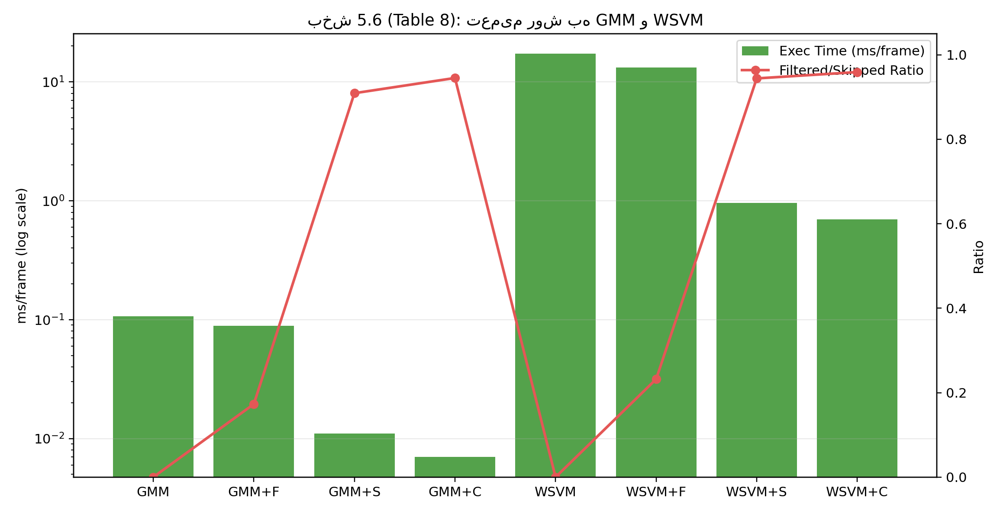 بخش 5.6 (Table 8): تعمیم روش به GMM و WSVM
Exec Time (ms/frame)
Filtered/Skipped Ratio
ms/frame (log scale)
10¹
10⁰
10⁻¹
10⁻²
1.0
0.8
0.6
0.4
0.2
0.0
Ratio
GMM GMM+F GMM+S GMM+C WSVM WSVM+F WSVM+S WSVM+C